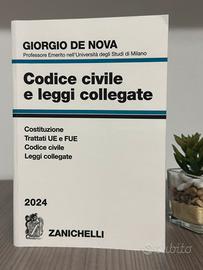 GIORGIO DE NOVA
Professore Emerito nell'Università degli Studi di Milano
Codice civile
e leggi collegate
Costituzione
Trattati UE e FUE
Codice civile
Leggi collegate
2024
ZANICHELLI
subito